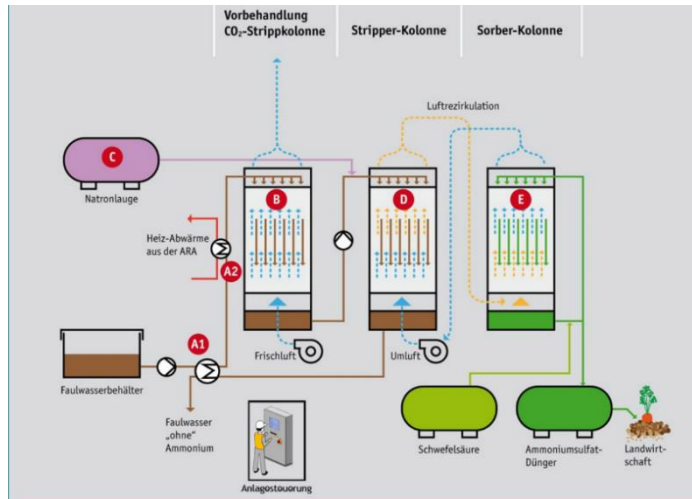 Vorbehandlung
CO₂-Strippkolonne
Stripper-Kolonne
Sorber-Kolonne
Luftrezirkulation
C
Natronlauge
B
D
E
Heiz-Abwärme
aus der ARA
A2
A1
Frischluft
Umluft
Faulwasserbehälter
Faulwasser
„ohne"
Ammonium
Schwefelsäure
Ammoniumsulfat-
Dünger
Landwirt-
schaft
Anlagosteuerung